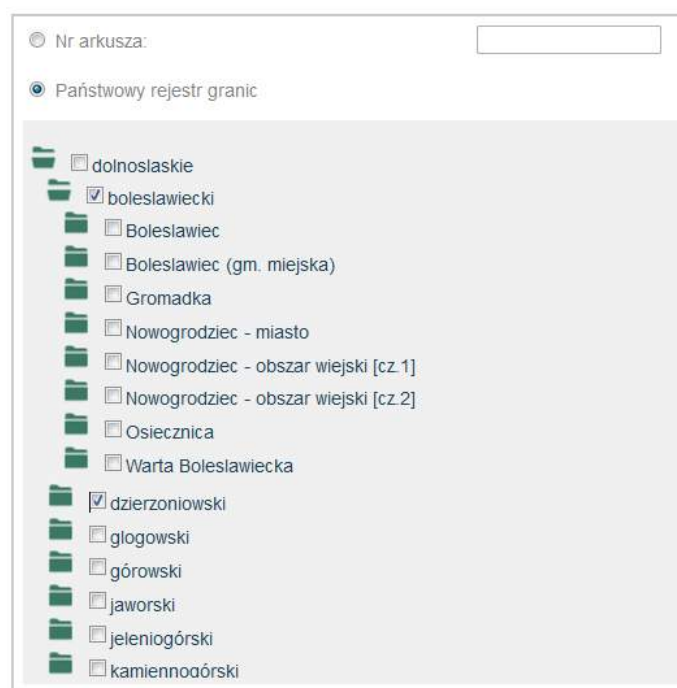 Nr arkusza:
Państwowy rejestr granic
dolnoslaskie
boleslawiecki
Boleslawiec
Boleslawiec (gm. miejska)
Gromadka
Nowogrodziec - miasto
Nowogrodziec - obszar wiejski [cz.1]
Nowogrodziec - obszar wiejski [cz.2]
Osiecznica
Warta Boleslawiecka
dzierzoniowski
glogowski
górowski
jaworski
jeleniogórski
kamiennogórski